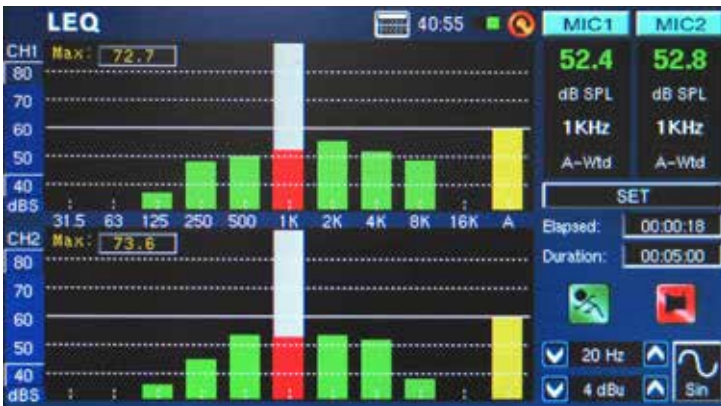 LEQ 40:55 MIC1 MIC2
CH1 Max: 72.7 52.4 52.8
80 dB SPL dB SPL
70 1KHz 1KHz
60 A-Wtd A-Wtd
50 SET
40
dBS
31.5 63 125 250 500 1K 2K 4K 8K 16K A
Elapsed: 00:00:18
CH2 Max: 73.6
Duration: 00:05:00
80
70
60
50 20 Hz
40 4 dBu Sin
dBS